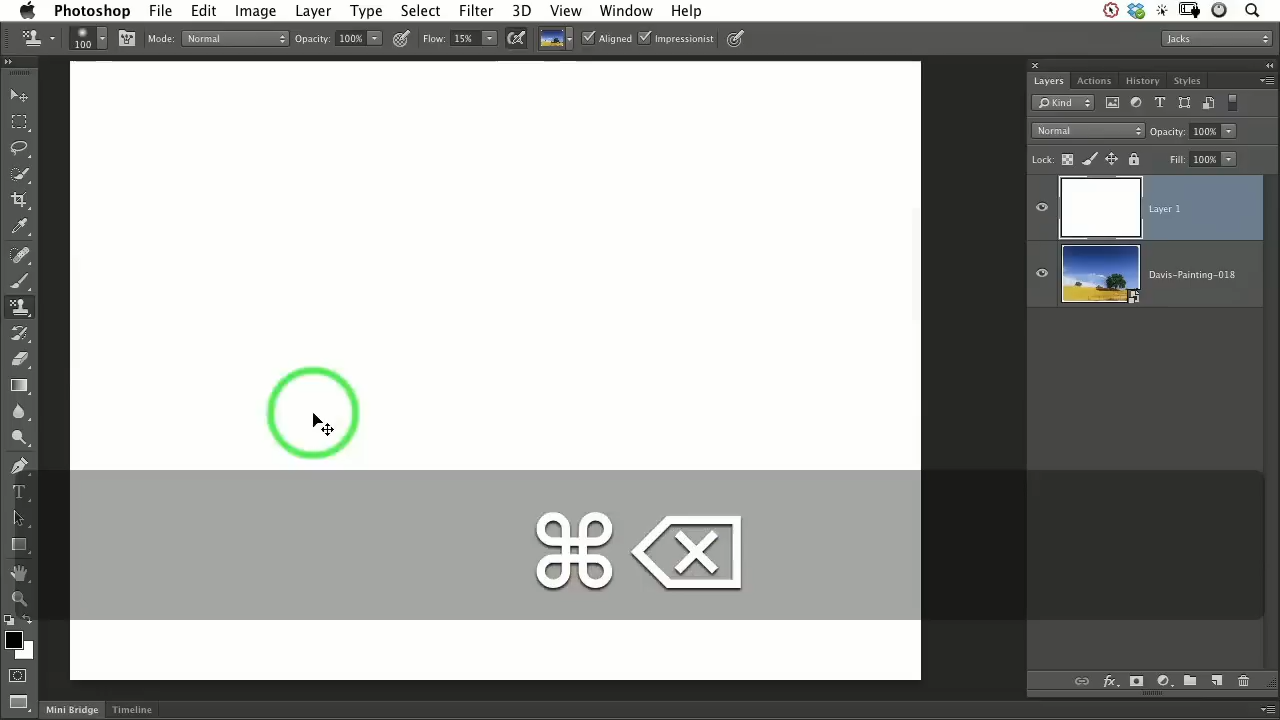 Photoshop File Edit Image Layer Type Select Filter 3D View Window Help
100 Mode: Normal Opacity: 100% Flow: 15% Aligned Impressionist Jacks
Layers Actions History Styles
Kind
Normal Opacity: 100%
Lock: Fill: 100%
Layer 1
Davis-Painting-018
⌘ ⌫
Mini Bridge Timeline